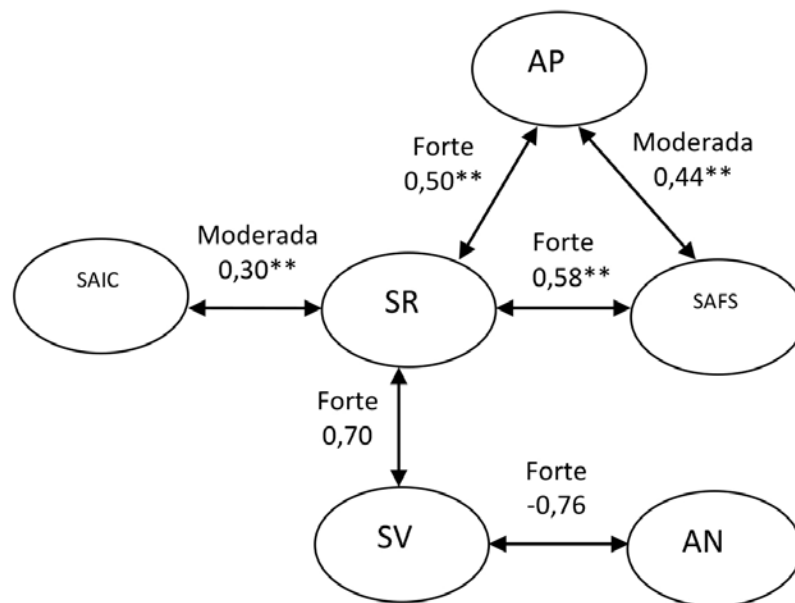 AP
Forte
0,50**
Moderada
0,44**
Moderada
0,30**
Forte
0,58**
SAIC
SR
SAFS
Forte
0,70
Forte
-0,76
SV
AN